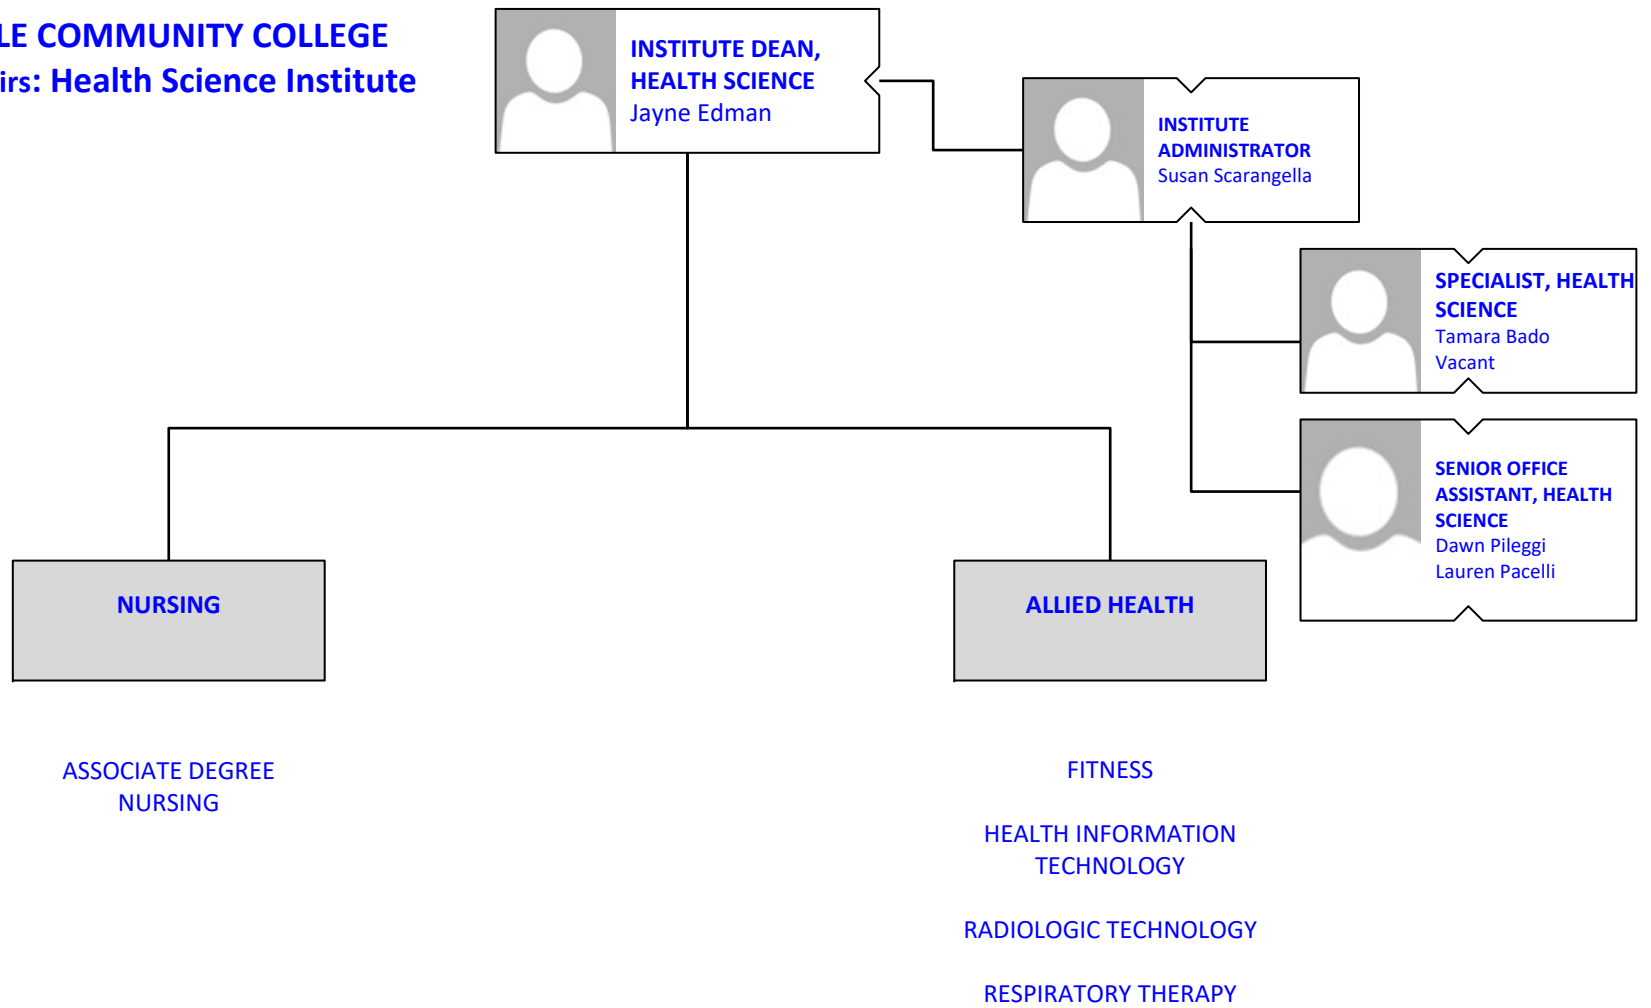 LE COMMUNITY COLLEGE
irs: Health Science Institute
INSTITUTE DEAN,
HEALTH SCIENCE
Jayne Edman
INSTITUTE
ADMINISTRATOR
Susan Scarangella
SPECIALIST, HEALTH
SCIENCE
Tamara Bado
Vacant
SENIOR OFFICE
ASSISTANT, HEALTH
SCIENCE
Dawn Pileggi
Lauren Pacelli
NURSING
ALLIED HEALTH
ASSOCIATE DEGREE
NURSING
FITNESS
HEALTH INFORMATION
TECHNOLOGY
RADIOLOGIC TECHNOLOGY
RESPIRATORY THERAPY